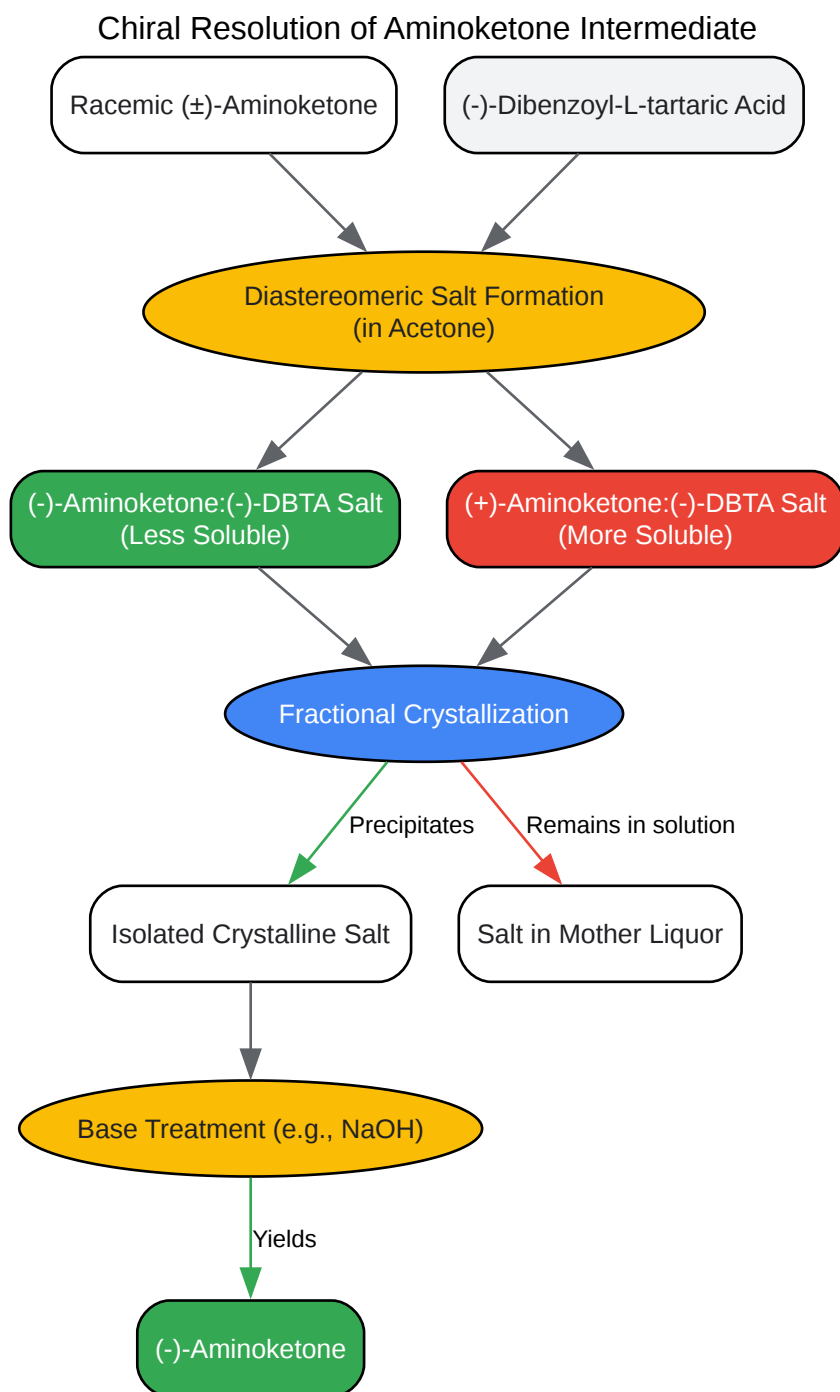 Chiral Resolution of Aminoketone Intermediate
Racemic (±)-Aminoketone
(-)-Dibenzoyl-L-tartaric Acid
Diastereomeric Salt Formation
(in Acetone)
(-)-Aminoketone:(-)-DBTA Salt
(Less Soluble)
(+)-Aminoketone:(-)-DBTA Salt
(More Soluble)
Fractional Crystallization
Precipitates
Remains in solution
Isolated Crystalline Salt
Salt in Mother Liquor
Base Treatment (e.g., NaOH)
Yields
(-)-Aminoketone